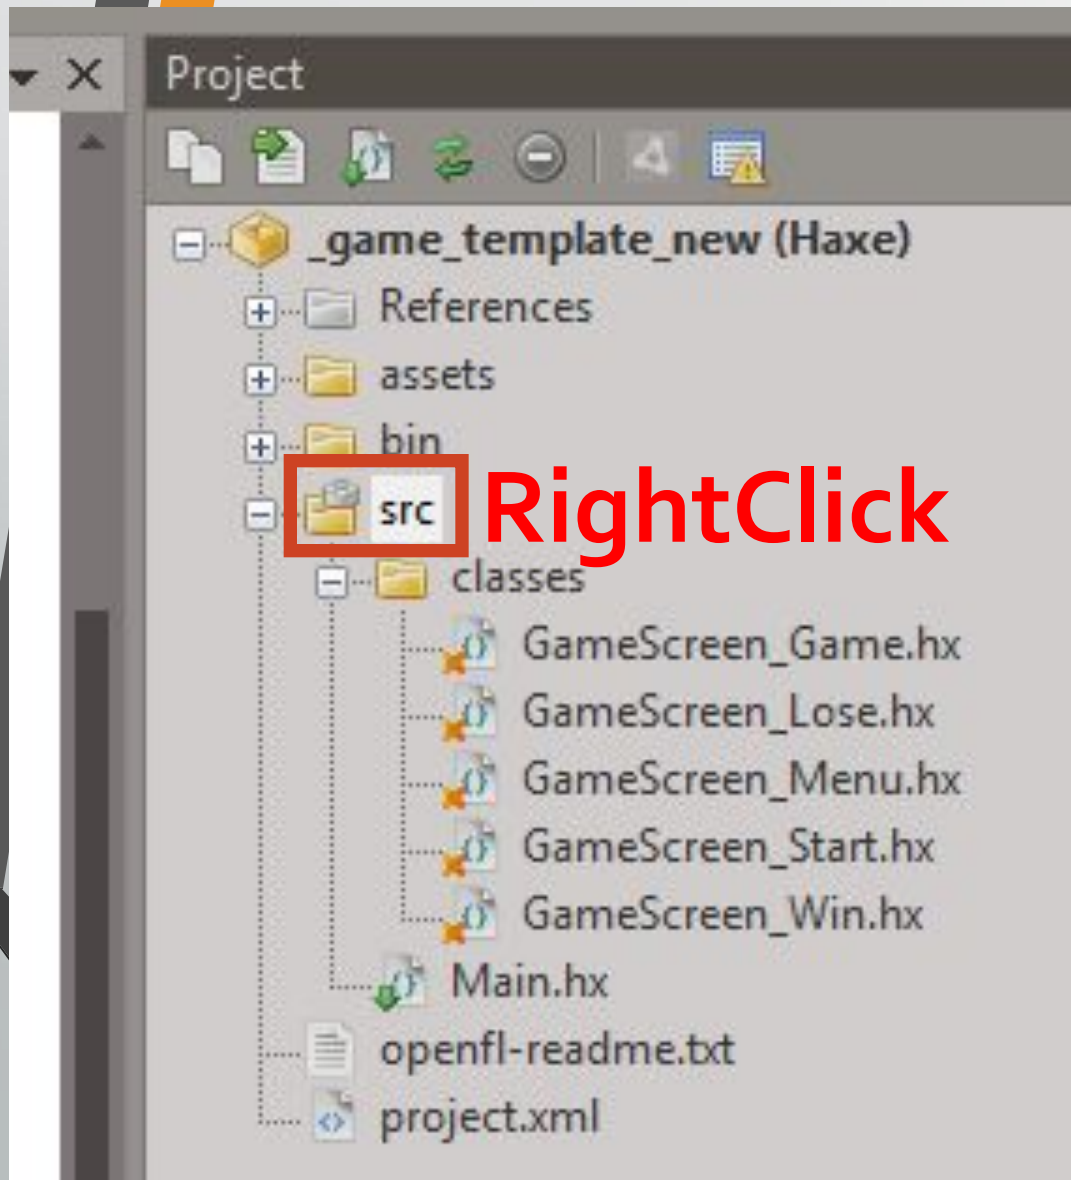 Project
_game_template_new (Haxe)
References
assets
bin
src RightClick
classes
GameScreen_Game.hx
GameScreen_Lose.hx
GameScreen_Menu.hx
GameScreen_Start.hx
GameScreen_Win.hx
Main.hx
openfl-readme.txt
project.xml